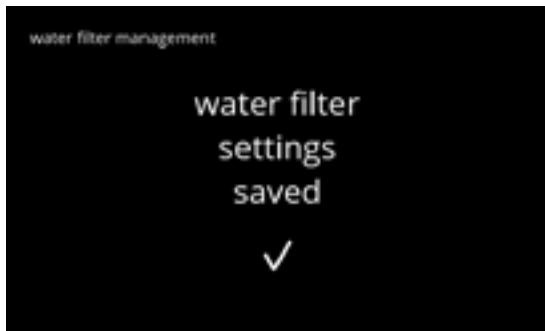 water filter management
water filter
settings
saved